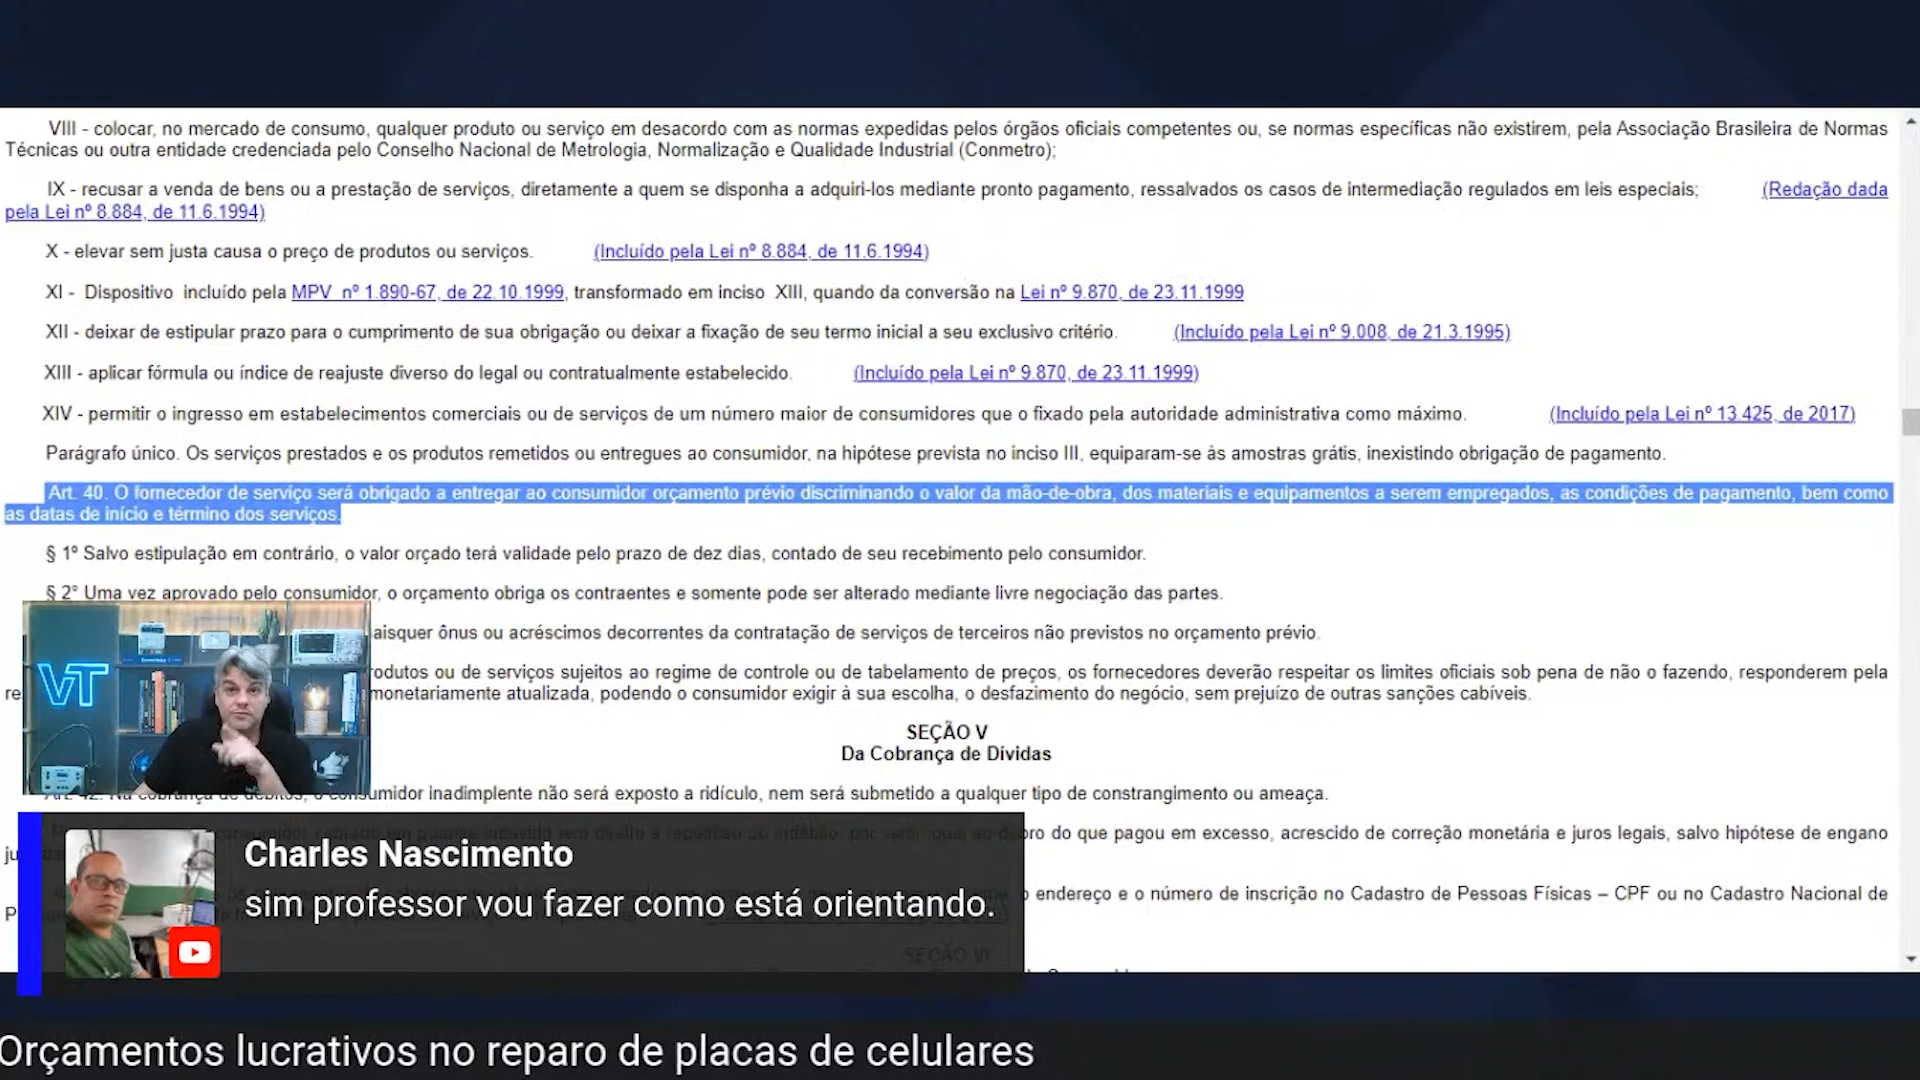 VIII - colocar, no mercado de consumo, qualquer produto ou serviço em desacordo com as normas expedidas pelos órgãos oficiais competentes ou, se normas específicas não existirem, pela Associação Brasileira de Normas
Técnicas ou outra entidade credenciada pelo Conselho Nacional de Metrologia, Normalização e Qualidade Industrial (Conmetro);
IX - recusar a venda de bens ou a prestação de serviços, diretamente a quem se disponha a adquiri-los mediante pronto pagamento, ressalvados os casos de intermediação regulados em leis especiais; (Redação dada
pela Lei nº 8.884, de 11.6.1994)
X - elevar sem justa causa o preço de produtos ou serviços. (Incluído pela Lei nº 8.884, de 11.6.1994)
XI - Dispositivo incluído pela MPV nº 1.890-67, de 22.10.1999, transformado em inciso XIII, quando da conversão na Lei nº 9.870, de 23.11.1999
XII - deixar de estipular prazo para o cumprimento de sua obrigação ou deixar a fixação de seu termo inicial a seu exclusivo critério. (Incluído pela Lei nº 9.008, de 21.3.1995)
XIII - aplicar fórmula ou índice de reajuste diverso do legal ou contratualmente estabelecido. (Incluído pela Lei nº 9.870, de 23.11.1999)
XIV - permitir o ingresso em estabelecimentos comerciais ou de serviços de um número maior de consumidores que o fixado pela autoridade administrativa como máximo. (Incluído pela Lei nº 13.425, de 2017)
Parágrafo único. Os serviços prestados e os produtos remetidos ou entregues ao consumidor, na hipótese prevista no inciso III, equiparam-se às amostras grátis, inexistindo obrigação de pagamento.
Art. 40. O fornecedor de serviço será obrigado a entregar ao consumidor orçamento prévio discriminando o valor da mão-de-obra, dos materiais e equipamentos a serem empregados, as condições de pagamento, bem como
as datas de início e término dos serviços.
§ 1º Salvo estipulação em contrário, o valor orçado terá validade pelo prazo de dez dias, contado de seu recebimento pelo consumidor.
§ 2° Uma vez aprovado pelo consumidor, o orçamento obriga os contraentes e somente pode ser alterado mediante livre negociação das partes.
aisquer ônus ou acréscimos decorrentes da contratação de serviços de terceiros não previstos no orçamento prévio.
rodutos ou de serviços sujeitos ao regime de controle ou de tabelamento de preços, os fornecedores deverão respeitar os limites oficiais sob pena de não o fazendo, responderem pela
re monetariamente atualizada, podendo o consumidor exigir à sua escolha, o desfazimento do negócio, sem prejuízo de outras sanções cabíveis.
VT
SEÇÃO V
Da Cobrança de Dívidas
Art. 42. Na cobrança de débitos, o consumidor inadimplente não será exposto a ridículo, nem será submetido a qualquer tipo de constrangimento ou ameaça.
bro do que pagou em excesso, acrescido de correção monetária e juros legais, salvo hipótese de engano
ju
o endereço e o número de inscrição no Cadastro de Pessoas Físicas – CPF ou no Cadastro Nacional de
P
SEÇÃO VI
Charles Nascimento
sim professor vou fazer como está orientando.
Orçamentos lucrativos no reparo de placas de celulares